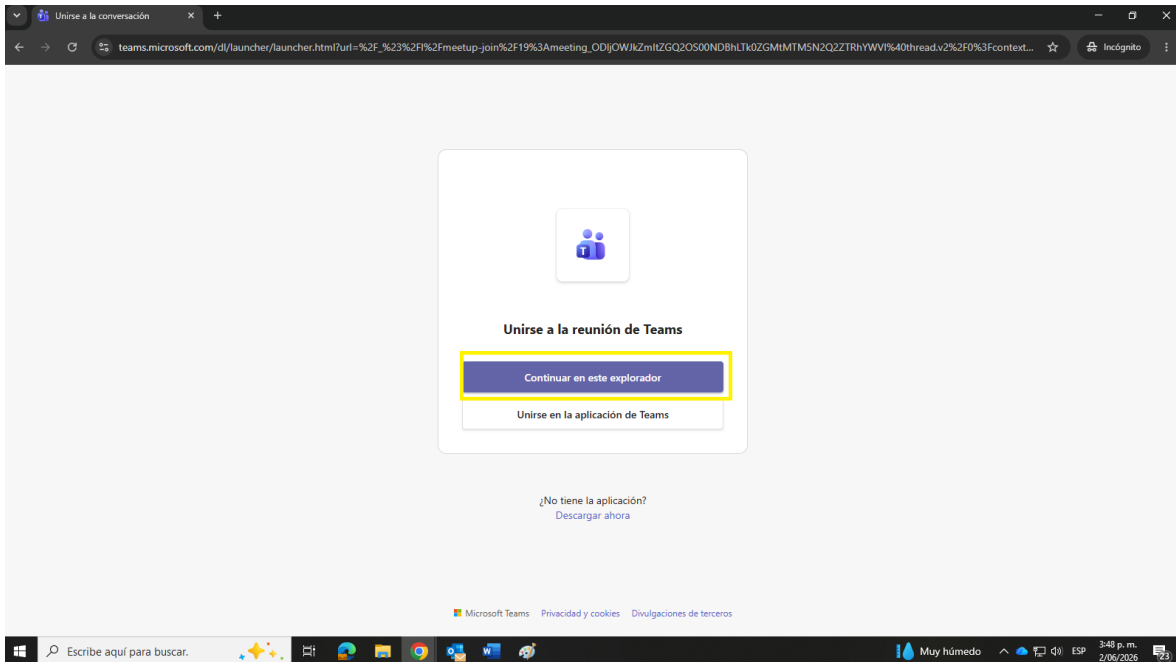 Unirse a la conversación
teams.microsoft.com/dl/launcher/launcher.html?url=%2F_%23%2Fl%2Fmeetup-join%2F19%3Ameeting_ODljOWJkZmItZGQ2OS00NDBhLTk0ZGMtMTM5N2Q2ZTRhYWVl%40thread.v2%2F0%3Fcontext...
Incógnito
T
Unirse a la reunión de Teams
Continuar en este explorador
Unirse en la aplicación de Teams
¿No tiene la aplicación?
Descargar ahora
Microsoft Teams Privacidad y cookies Divulgaciones de terceros
Escribe aquí para buscar.
Muy húmedo
ESP
3:48 p. m.
2/06/2026
23